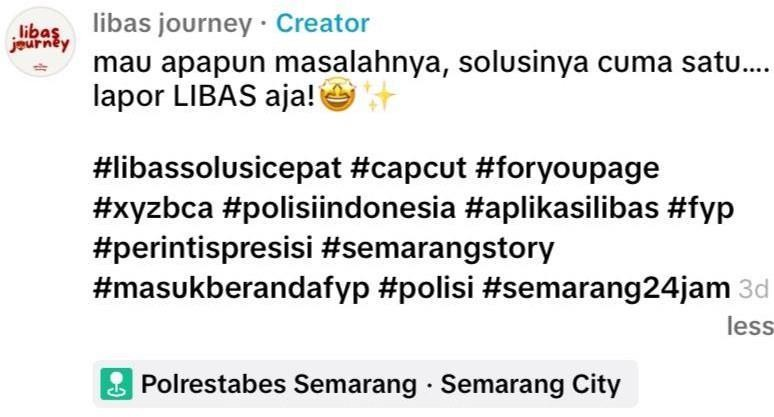 libas
journey
libas journey · Creator
mau apapun masalahnya, solusinya cuma satu....
lapor LIBAS aja!🤩✨
#libassolusicepat #capcut #foryoupage
#xyzbca #polisiindonesia #aplikasilibas #fyp
#perintispresisi #semarangstory
#masukberandafyp #polisi #semarang24jam 3d
less
Polrestabes Semarang · Semarang City